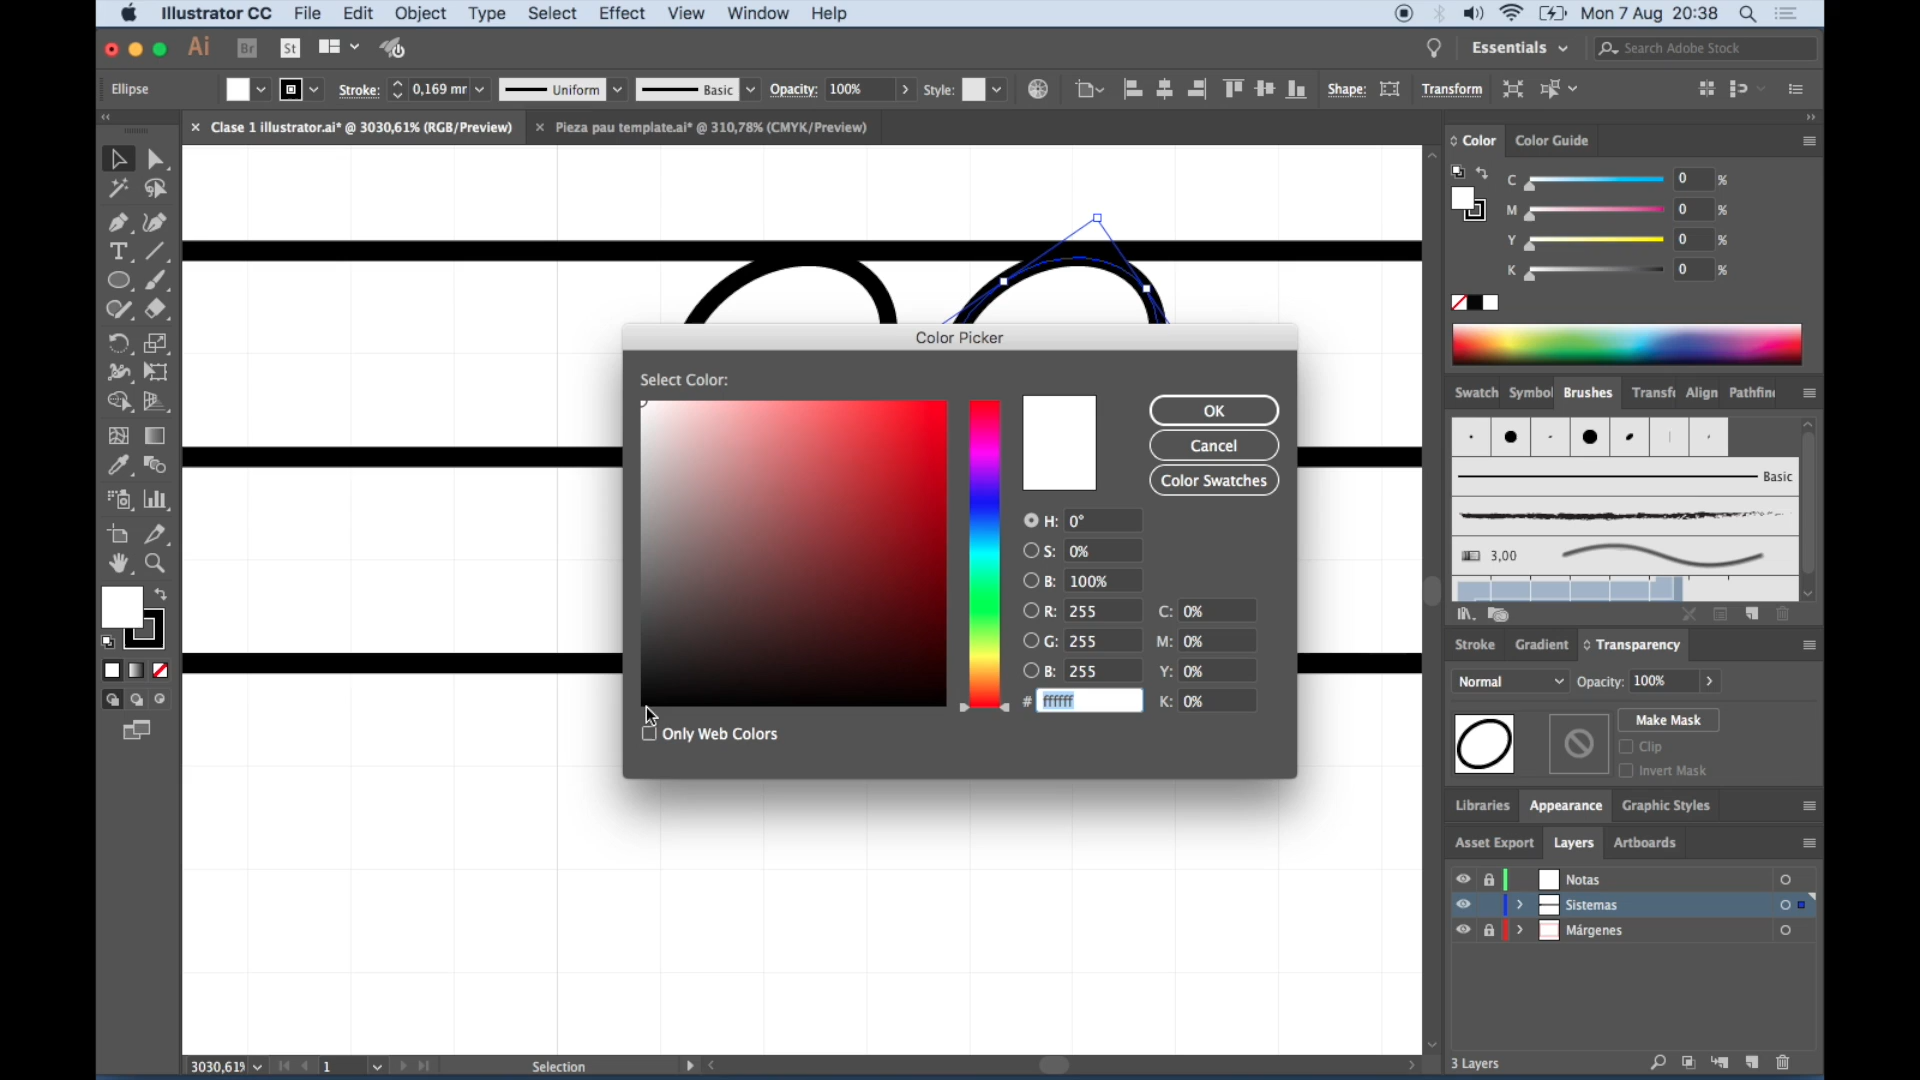 Illustrator CC File Edit Object Type Select Effect View Window Help Mon 7 Aug 20:38
Ai Br St Essentials Search Adobe Stock
Ellipse Stroke: 0,169 mr Uniform Basic Opacity: 100% Style: Shape: Transform
Clase 1 illustrator.ai* @ 3030,61% (RGB/Preview) Pieza pau template.ai* @ 310,78% (CMYK/Preview)
Color Color Guide
C 0 %
M 0 %
Y 0 %
K 0 %
Color Picker
Select Color:
OK
Cancel
Color Swatches
H: 0°
S: 0%
B: 100%
R: 255 C: 0%
G: 255 M: 0%
B: 255 Y: 0%
# ffffff K: 0%
Only Web Colors
Swatch Symbol Brushes Transf Align Pathfin
Basic
3,00
Stroke Gradient Transparency
Normal Opacity: 100%
Make Mask
Clip
Invert Mask
Libraries Appearance Graphic Styles
Asset Export Layers Artboards
Notas
Sistemas
Márgenes
3 Layers
3030,61% 1 Selection